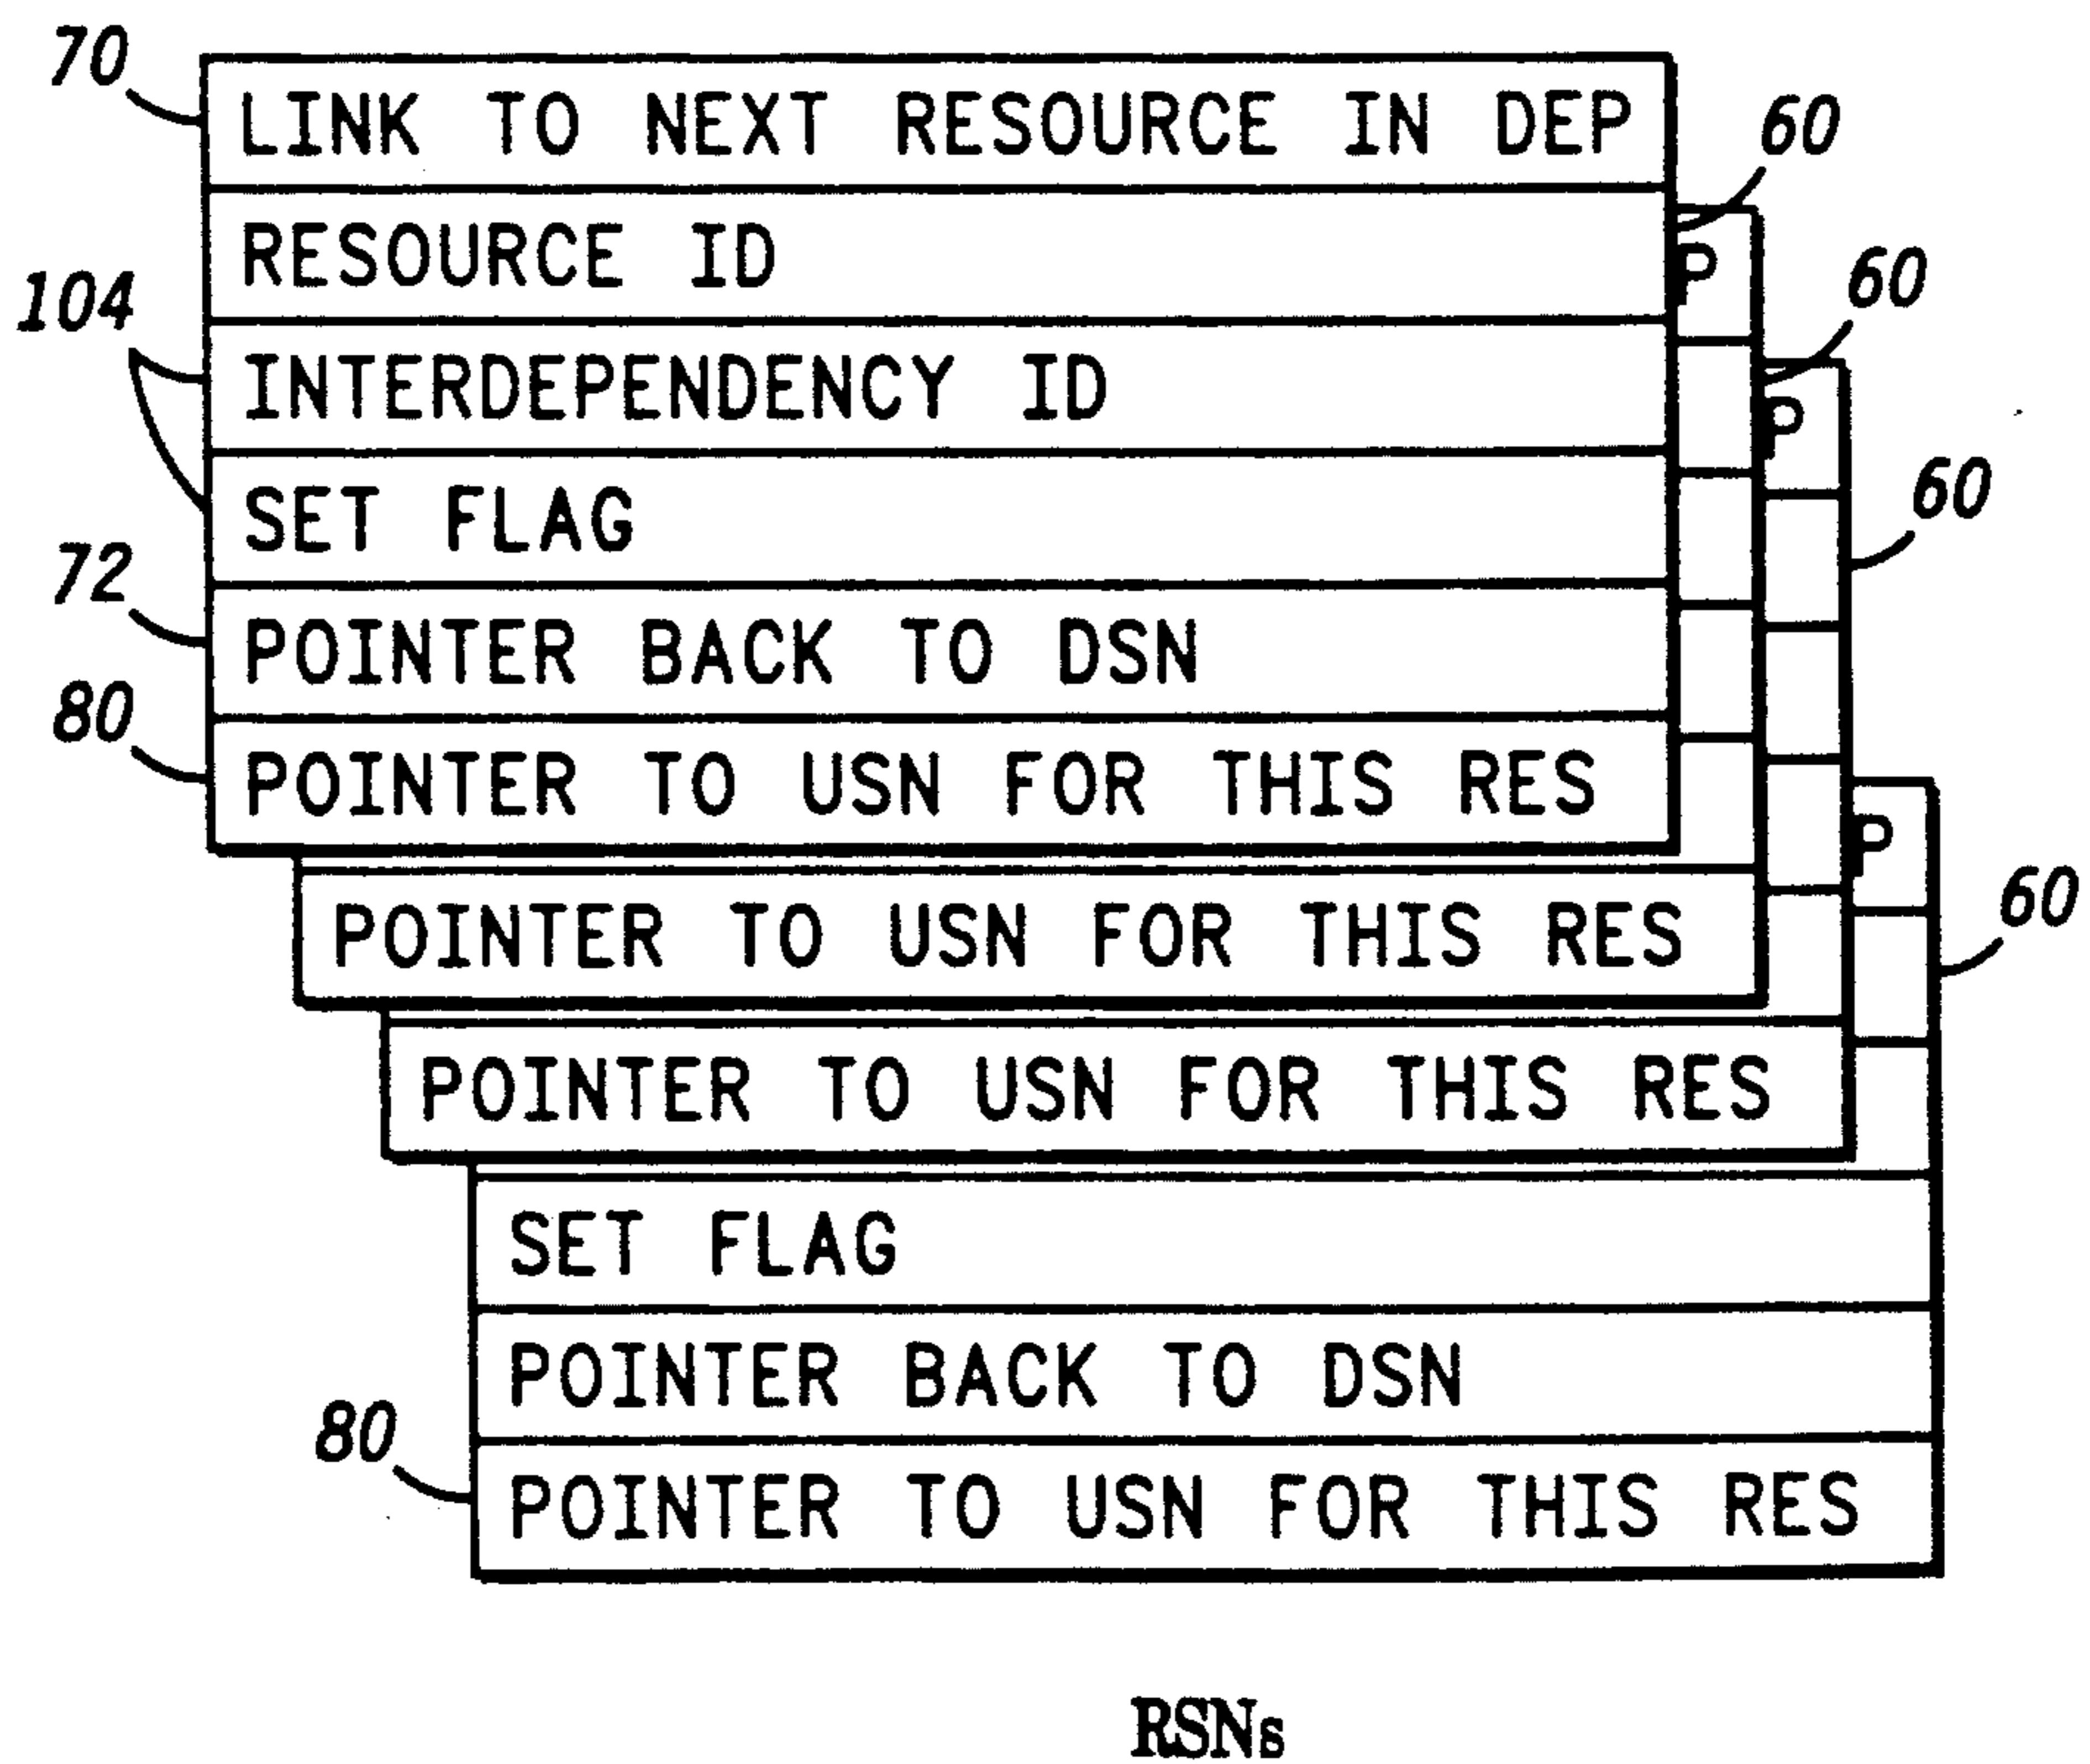 70
LINK TO NEXT RESOURCE IN DEP
60
RESOURCE ID
P
104
60
INTERDEPENDENCY ID
P
SET FLAG
60
72
POINTER BACK TO DSN
80
POINTER TO USN FOR THIS RES
P
60
POINTER TO USN FOR THIS RES
POINTER TO USN FOR THIS RES
SET FLAG
POINTER BACK TO DSN
80
POINTER TO USN FOR THIS RES
RSNs